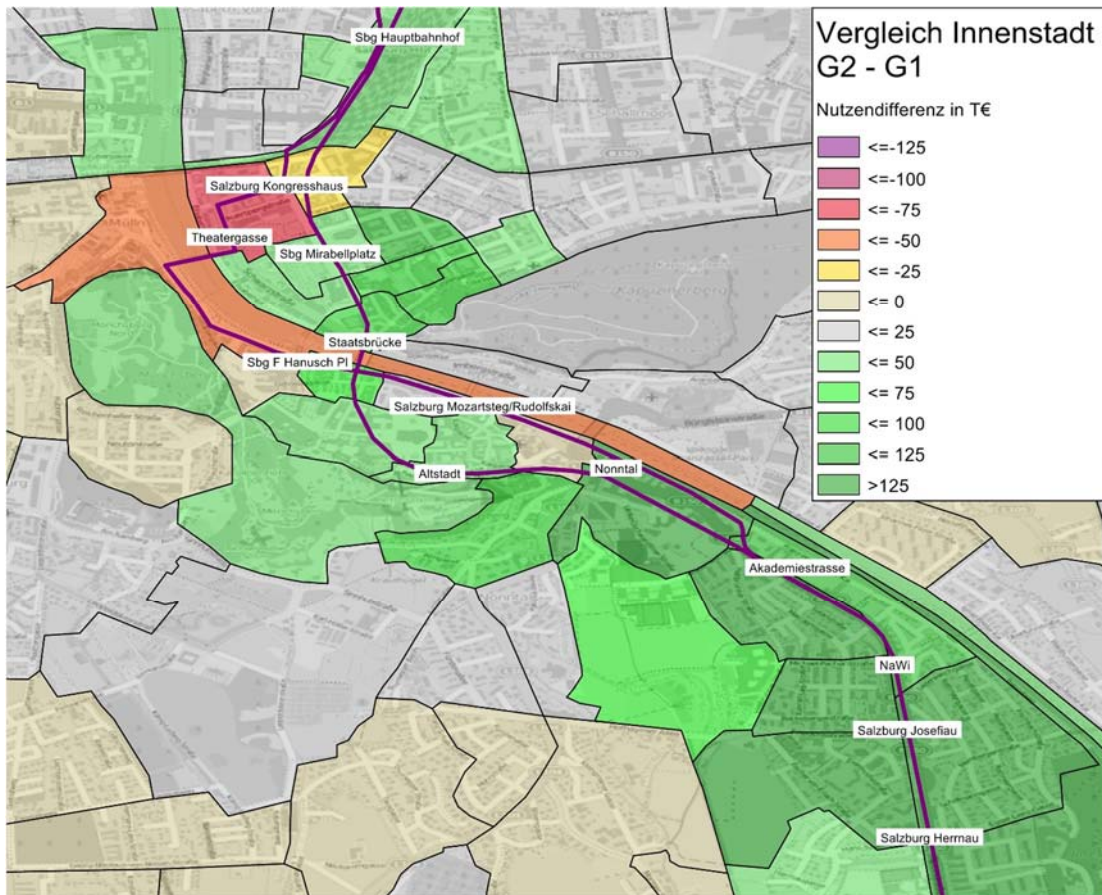 Vergleich Innenstadt
G2 - G1
Nutzendifferenz in T€
<=-125
<=-100
<= -75
<= -50
<= -25
<= 0
<= 25
<= 50
<= 75
<= 100
<= 125
>125
Sbg Hauptbahnhof
Salzburg Kongresshaus
Theatergasse
Sbg Mirabellplatz
Staatsbrücke
Sbg F Hanusch Pl
Salzburg Mozartsteg/Rudolfskai
Altstadt
Nonntal
Akademiestrasse
NaWi
Salzburg Josefiau
Salzburg Herrnau